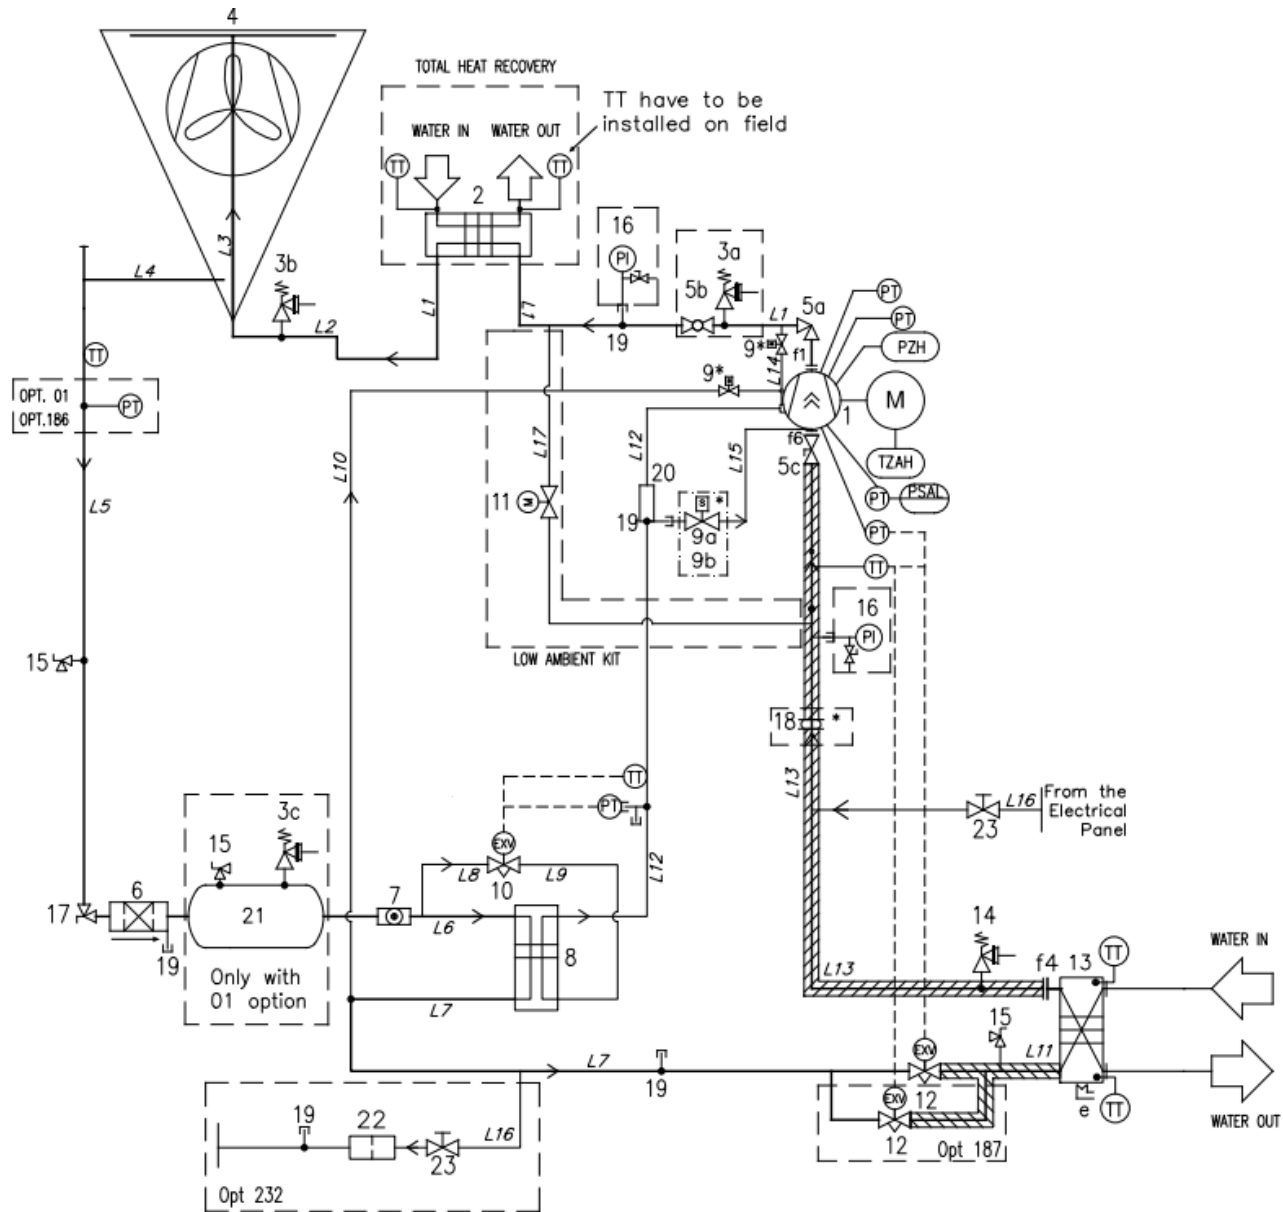 4
TOTAL HEAT RECOVERY
TT have to be
installed on field
WATER IN
WATER OUT
TT
TT
2
16
PI
3a
5b
L1
5a
PT
PT
PZH
L3
L4
3b
L2
L1
L1
19
9*
L14
f1
9*
1
M
TT
OPT. 01
OPT.186
PT
L10
L17
L12
L15
f6
5c
TZAH
PT
PSAL
PT
L5
11
M
20
19
S
*
9a
9b
TT
16
PI
15
LOW AMBIENT KIT
18
*
L13
TT
PT
L16
23
From the
Electrical
Panel
3c
15
EXV
L8
L9
10
L12
6
7
17
21
L6
8
14
f4
13
TT
WATER IN
19
Only with
01 option
L13
L7
15
L11
EXV
L7
19
12
e
TT
WATER OUT
EXV
12
Opt 187
19
22
23
L16
Opt 232